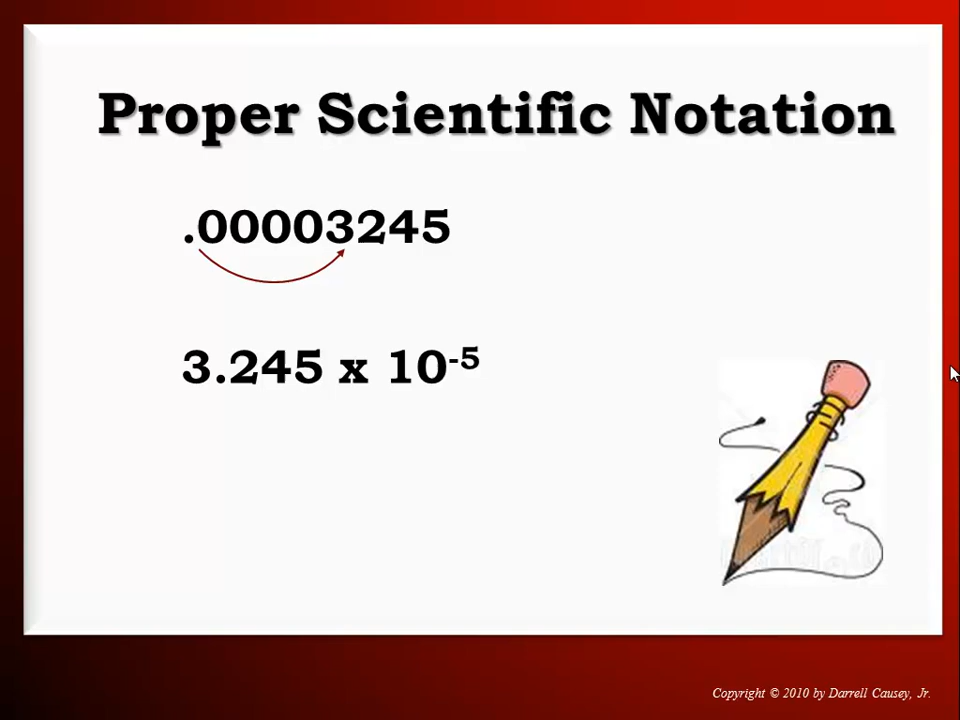 Proper Scientific Notation
.00003245
3.245 x 10⁻⁵
Copyright © 2010 by Darrell Causey, Jr.